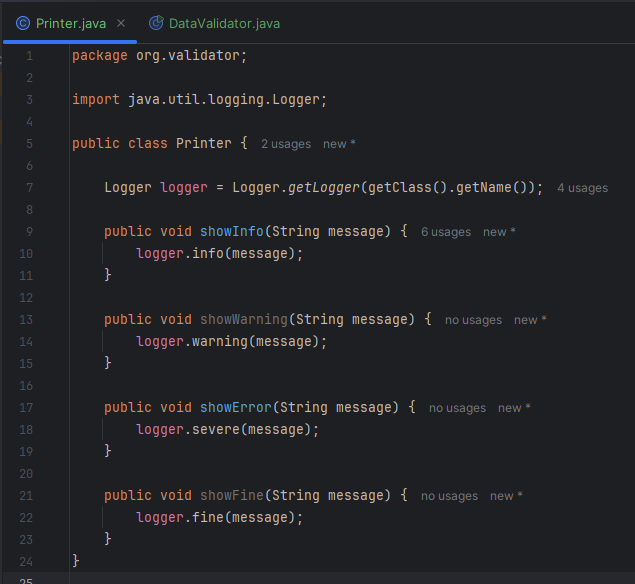 Printer.java × DataValidator.java
1 package org.validator;
2
3 import java.util.logging.Logger;
4
5 public class Printer { 2 usages new *
6
7 Logger logger = Logger.getLogger(getClass().getName()); 4 usages
8
9 public void showInfo(String message) { 6 usages new *
10 logger.info(message);
11 }
12
13 public void showWarning(String message) { no usages new *
14 logger.warning(message);
15 }
16
17 public void showError(String message) { no usages new *
18 logger.severe(message);
19 }
20
21 public void showFine(String message) { no usages new *
22 logger.fine(message);
23 }
24 }
25